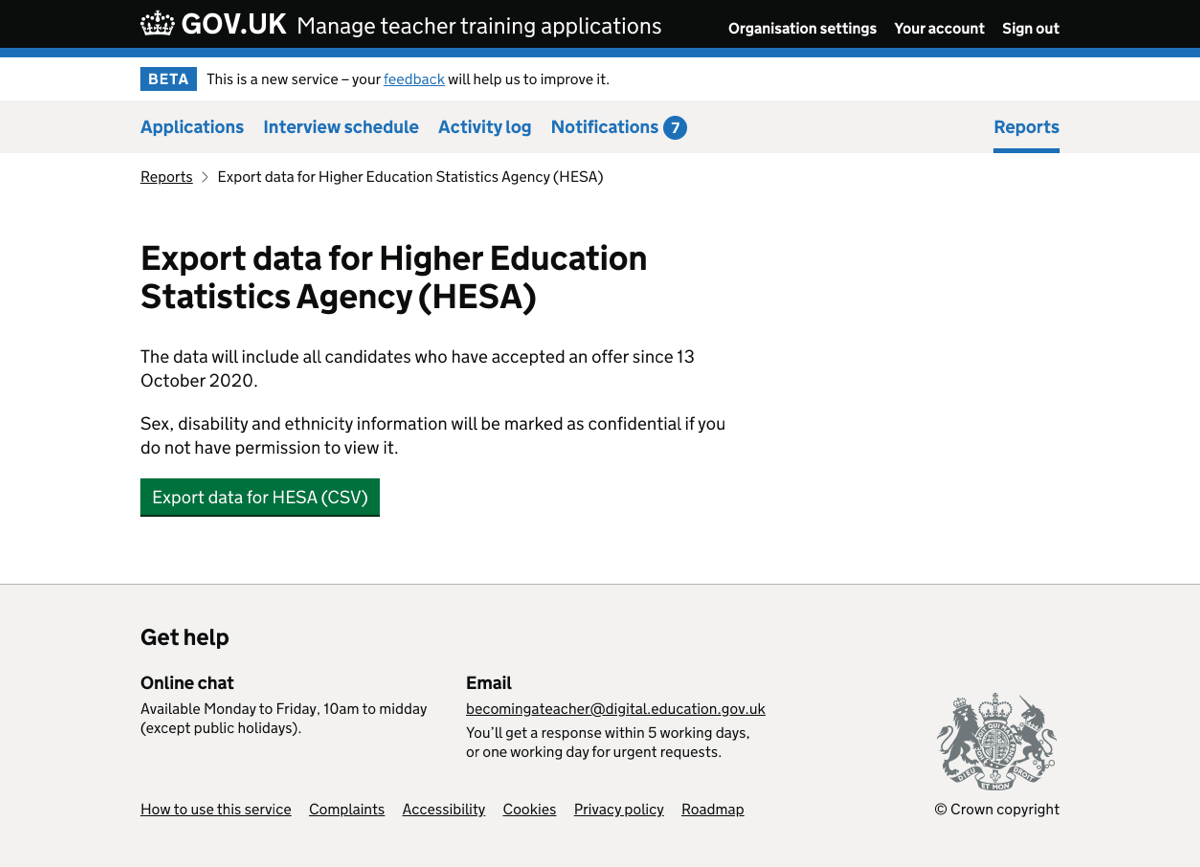 GOV.UK Manage teacher training applications Organisation settings Your account Sign out
BETA This is a new service – your feedback will help us to improve it.
Applications Interview schedule Activity log Notifications 7 Reports
Reports > Export data for Higher Education Statistics Agency (HESA)
Export data for Higher Education
Statistics Agency (HESA)
The data will include all candidates who have accepted an offer since 13
October 2020.
Sex, disability and ethnicity information will be marked as confidential if you
do not have permission to view it.
Export data for HESA (CSV)
Get help
Online chat
Available Monday to Friday, 10am to midday
(except public holidays).
Email
becomingateacher@digital.education.gov.uk
You’ll get a response within 5 working days,
or one working day for urgent requests.
DIEU ET MON DROIT
How to use this service Complaints Accessibility Cookies Privacy policy Roadmap
© Crown copyright